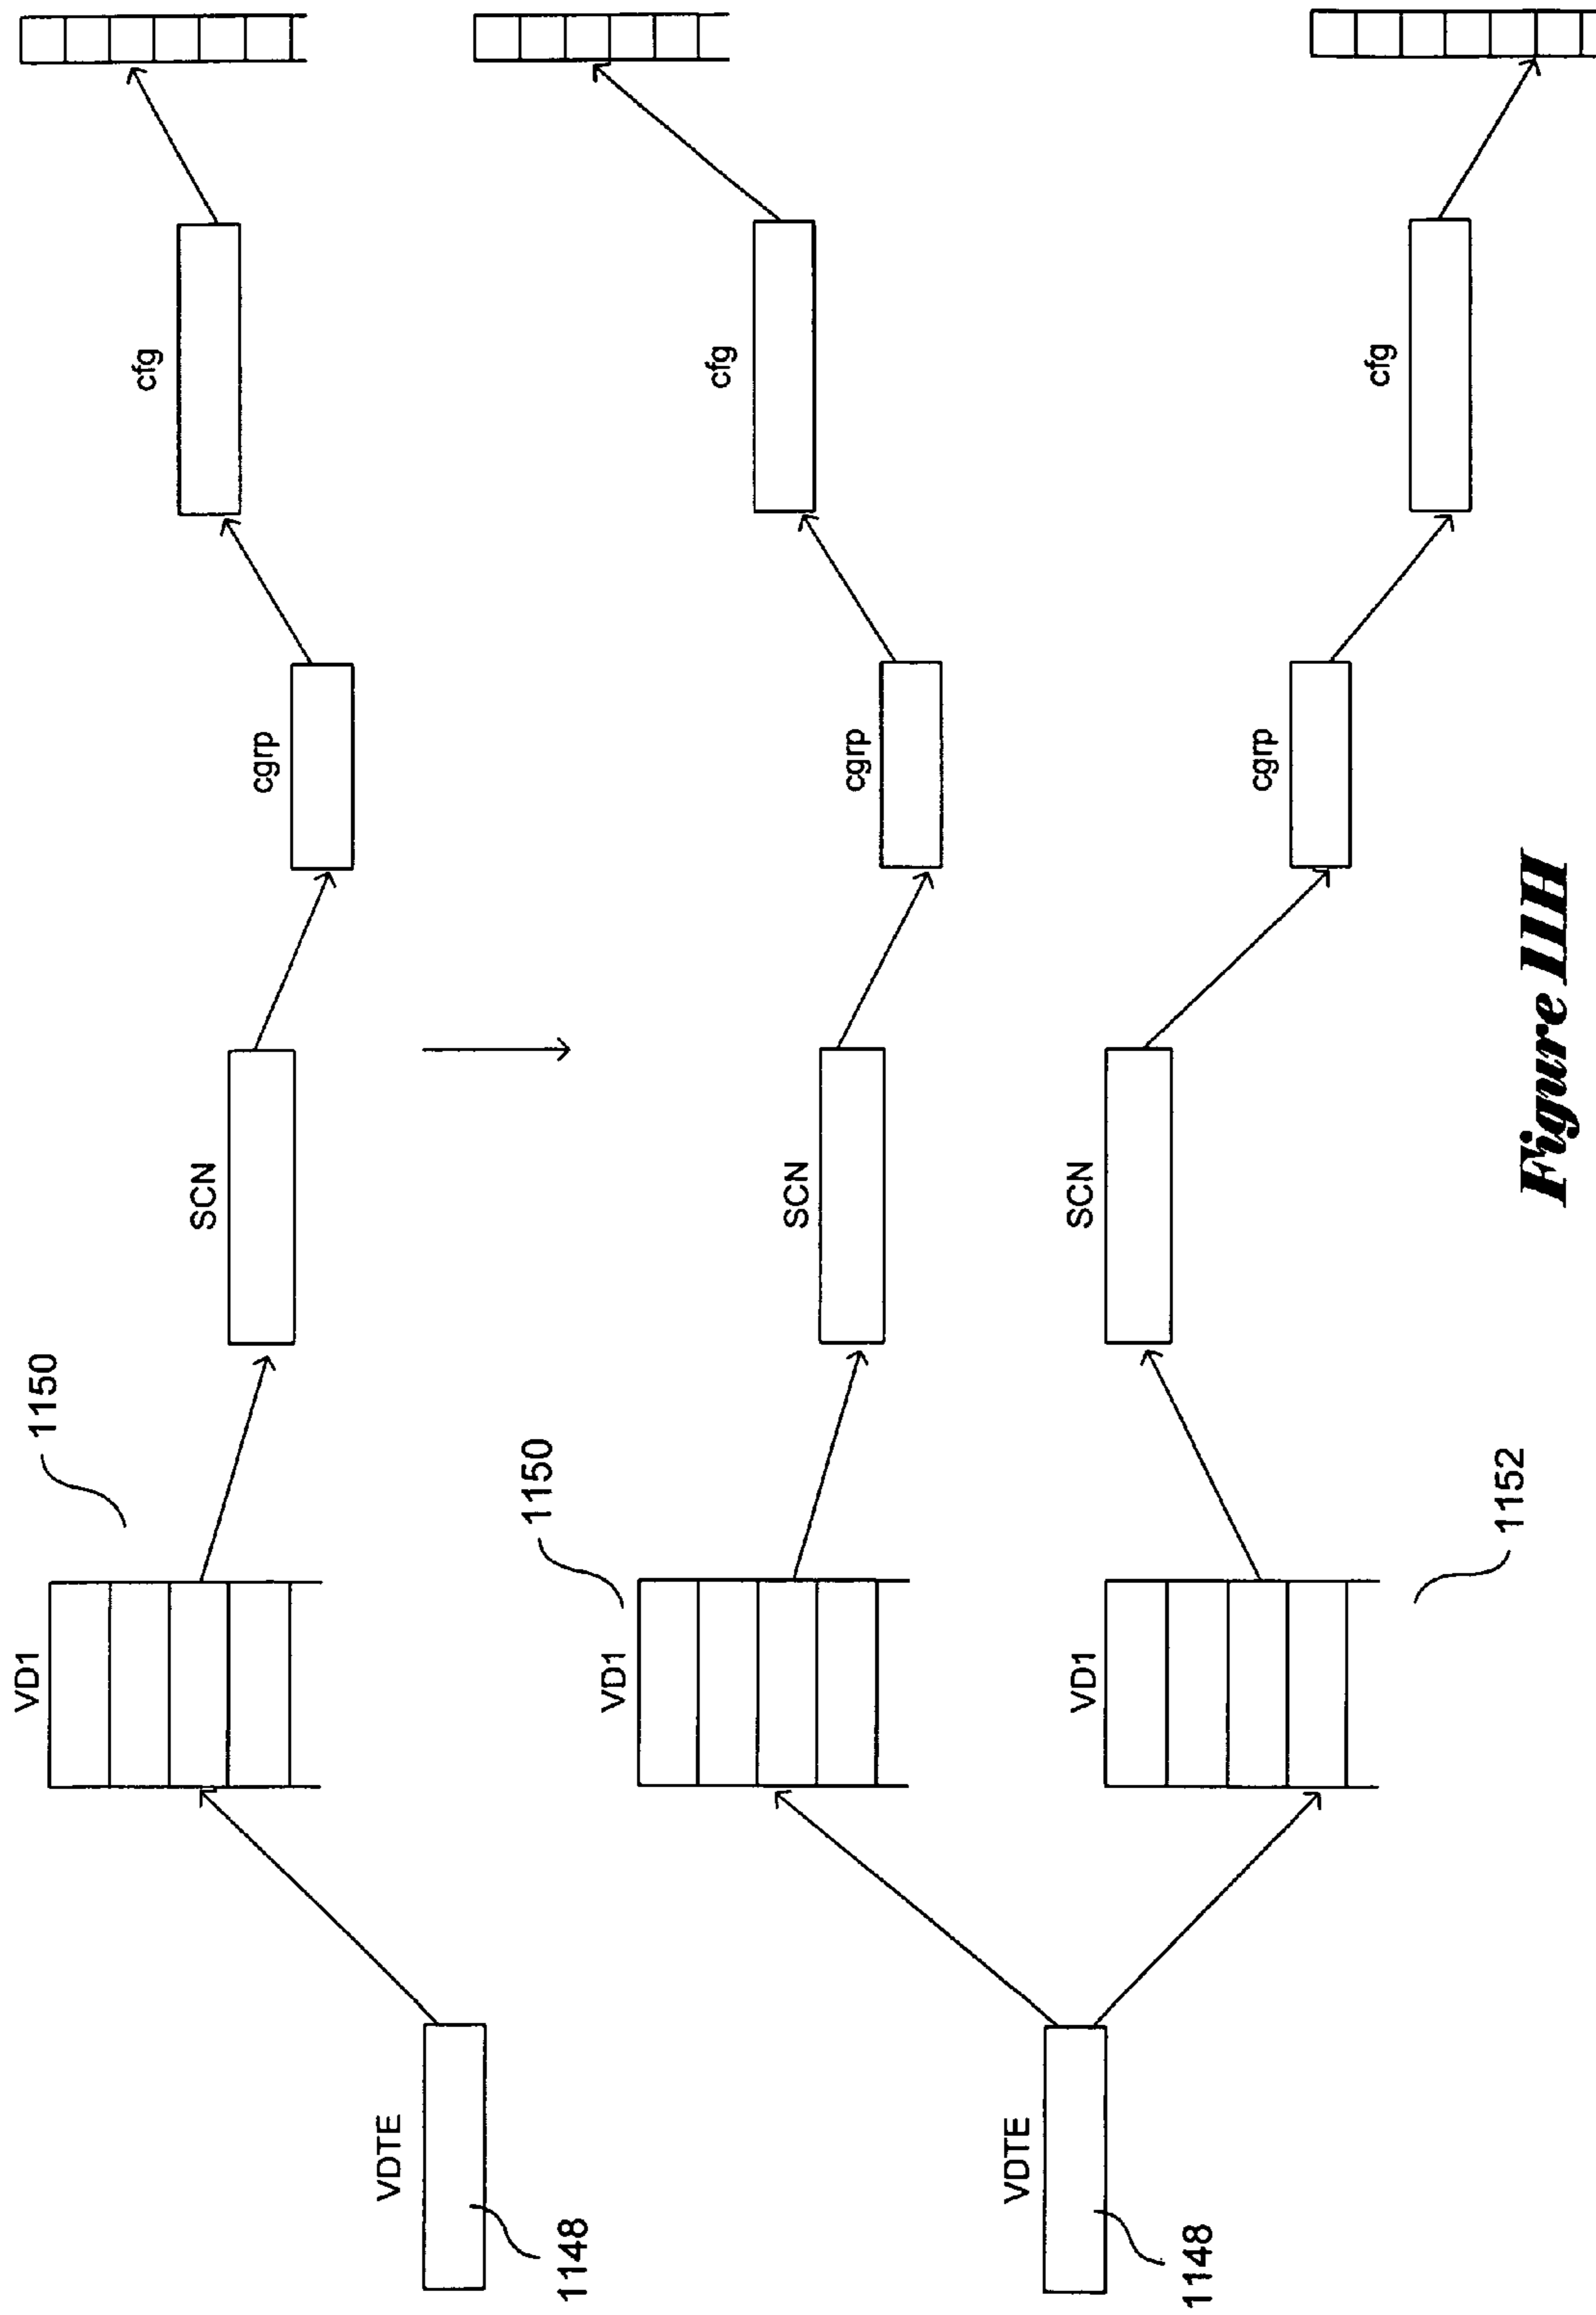 VDTE
1148
VD1
1150
SCN
cgrp
cfg
VDTE
1148
VD1
1150
SCN
cgrp
cfg
VD1
1152
SCN
cgrp
cfg
Figure 11H